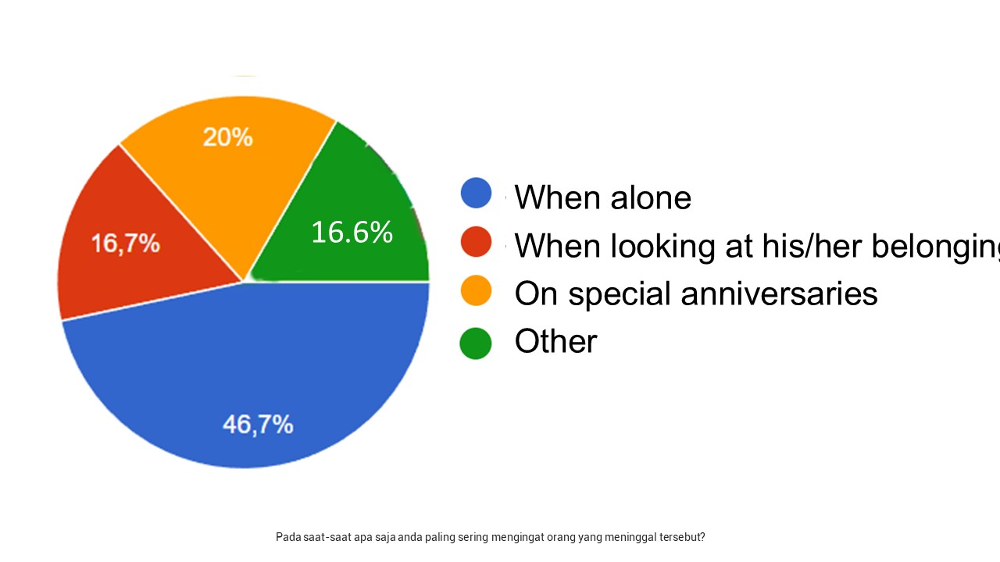 20%
16,7%
16.6%
46,7%
When alone
When looking at his/her belonging
On special anniversaries
Other
Pada saat-saat apa saja anda paling sering mengingat orang yang meninggal tersebut?